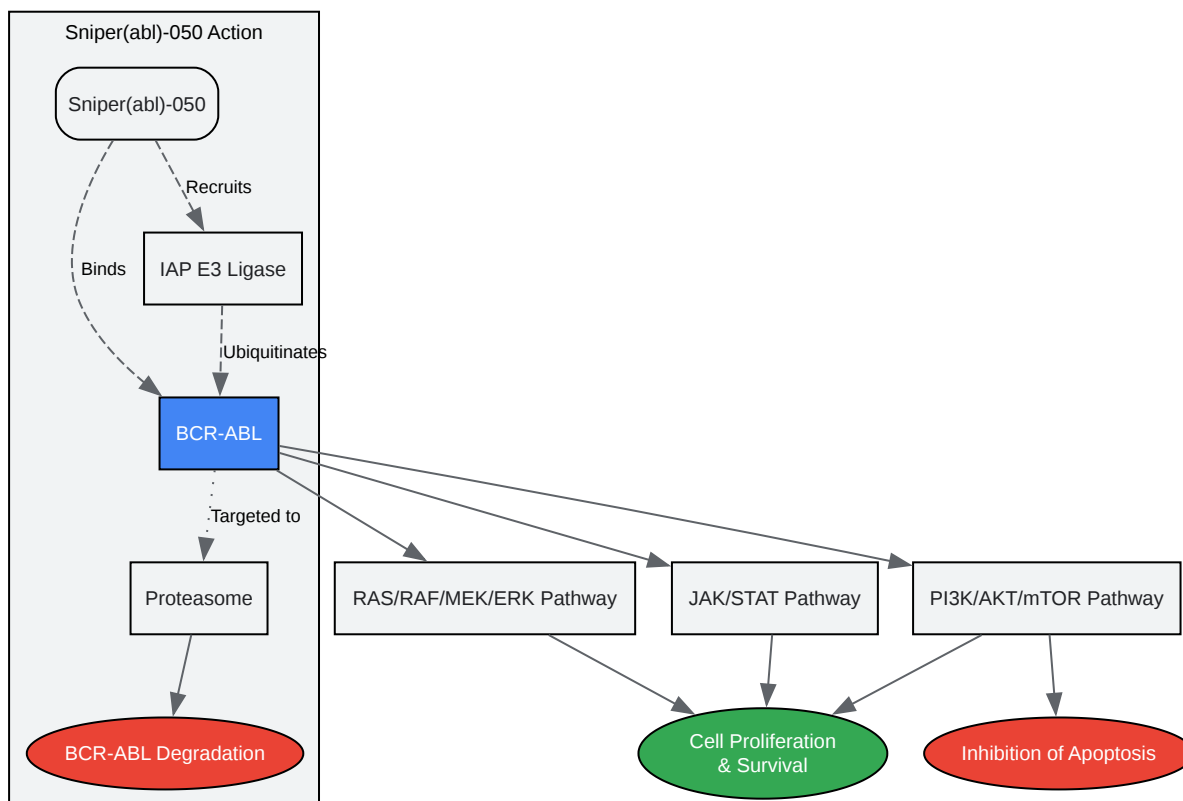 Sniper(abl)-050 Action
Sniper(abl)-050
Recruits
Binds
IAP E3 Ligase
Ubiquitinates
BCR-ABL
Targeted to
Proteasome
RAS/RAF/MEK/ERK Pathway
JAK/STAT Pathway
PI3K/AKT/mTOR Pathway
BCR-ABL Degradation
Cell Proliferation
& Survival
Inhibition of Apoptosis